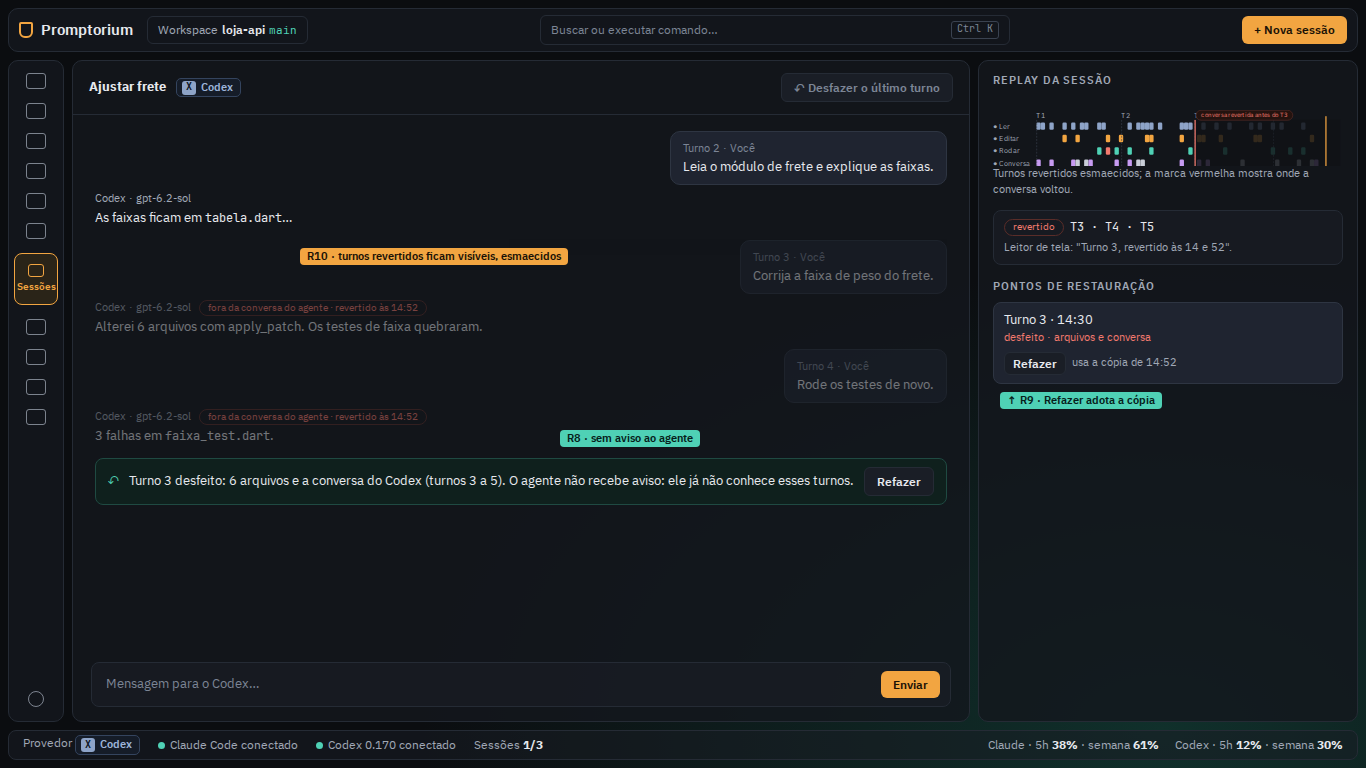 Promptorium
Workspace loja-api main
Buscar ou executar comando...
Ctrl K
+ Nova sessão
Sessões
Ajustar frete
X Codex
↶ Desfazer o último turno
Turno 2 · Você
Leia o módulo de frete e explique as faixas.
Codex · gpt-6.2-sol
As faixas ficam em tabela.dart…
R10 · turnos revertidos ficam visíveis, esmaecidos
Turno 3 · Você
Corrija a faixa de peso do frete.
Codex · gpt-6.2-sol fora da conversa do agente · revertido às 14:52
Alterei 6 arquivos com apply_patch. Os testes de faixa quebraram.
Turno 4 · Você
Rode os testes de novo.
Codex · gpt-6.2-sol fora da conversa do agente · revertido às 14:52
3 falhas em faixa_test.dart.
R8 · sem aviso ao agente
↶ Turno 3 desfeito: 6 arquivos e a conversa do Codex (turnos 3 a 5). O agente não recebe aviso: ele já não conhece esses turnos.
Refazer
Mensagem para o Codex…
Enviar
REPLAY DA SESSÃO
T1 T2
conversa revertida antes do T3
Ler
Editar
Rodar
Conversa
Turnos revertidos esmaecidos; a marca vermelha mostra onde a
conversa voltou.
revertido T3 · T4 · T5
Leitor de tela: "Turno 3, revertido às 14 e 52".
PONTOS DE RESTAURAÇÃO
Turno 3 · 14:30
desfeito · arquivos e conversa
Refazer usa a cópia de 14:52
↑ R9 · Refazer adota a cópia
Provedor X Codex
Claude Code conectado
Codex 0.170 conectado
Sessões 1/3
Claude · 5h 38% · semana 61%
Codex · 5h 12% · semana 30%